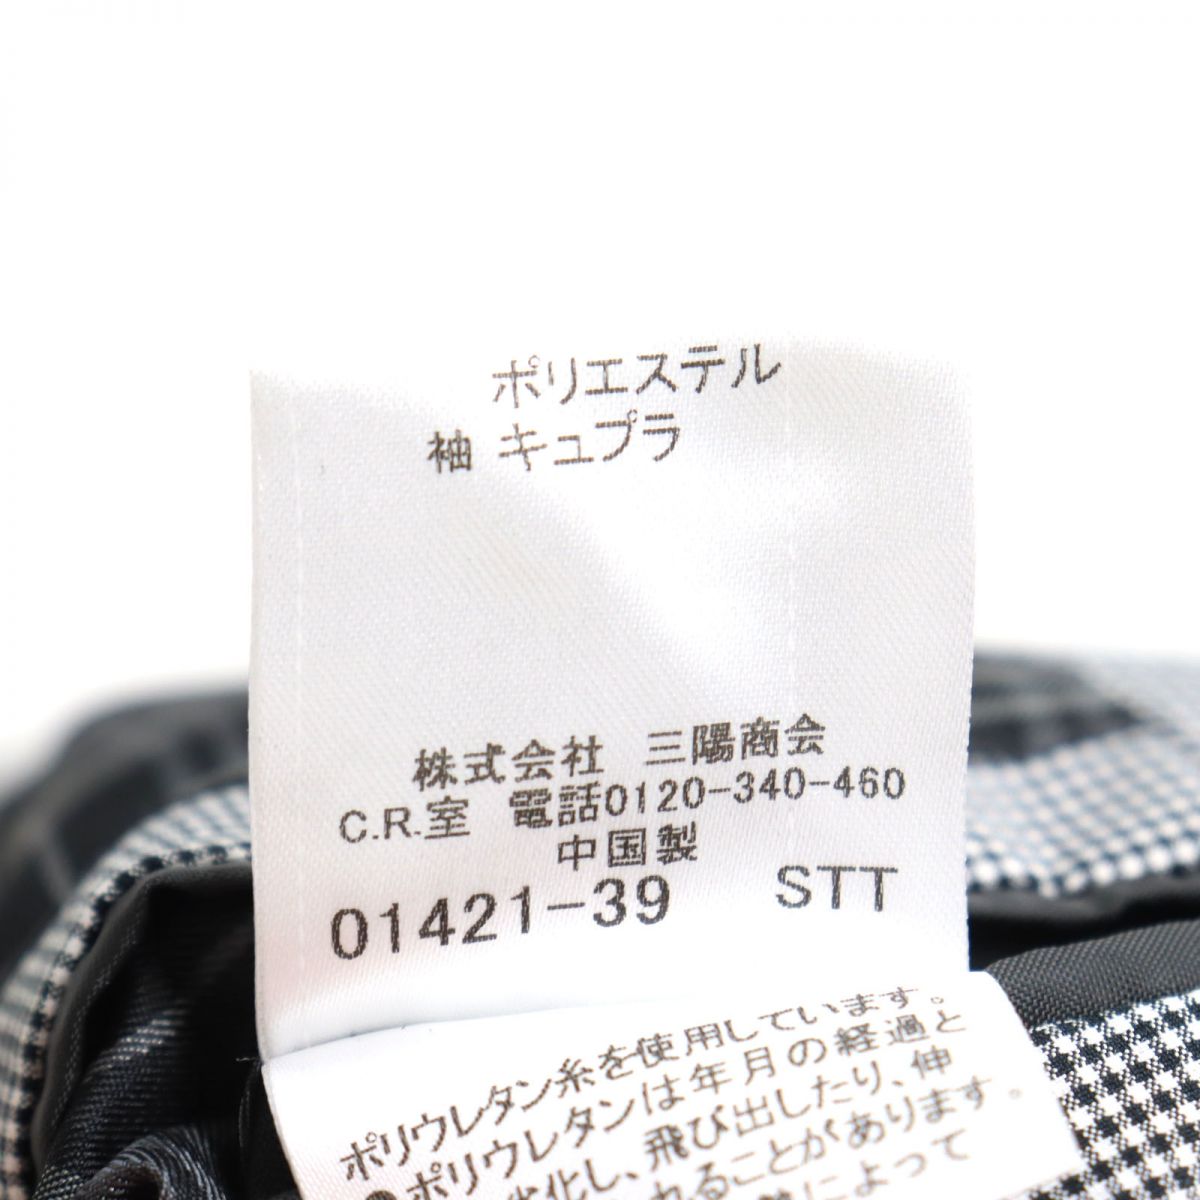 ポリエステル
袖 キュプラ
株式会社 三陽商会
C.R.室 電話0120-340-460
中国製
01421-39 STT
ポリウレタン糸を使用しています。
●ポリウレタンは年月の経過と
劣化し、飛び出したり、伸
れることがあります。
によって